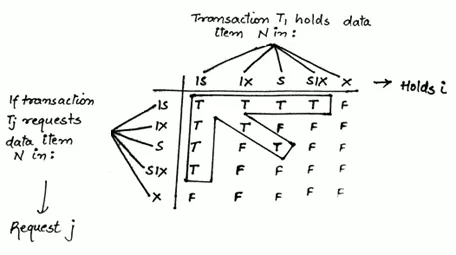 Transaction T1 holds data
item N in:
IS IX S SIX X → Holds i
If transaction
Tj requests
data item
N in:
IS T T T T F
IX T T F F F
S T F T F F
SIX T F F F F
X F F F F F
Request j